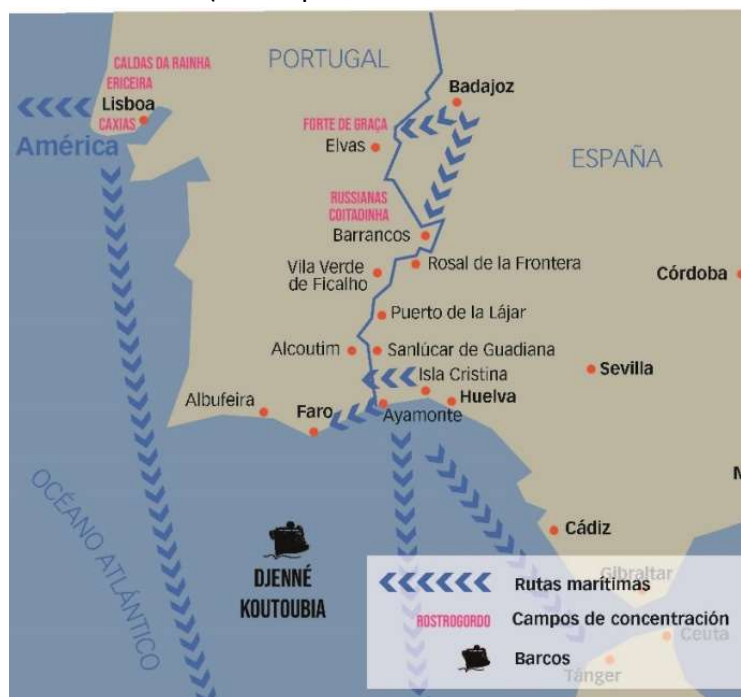 CALDAS DA RAINHA
ERICEIRA
Lisboa
CAXIAS
América
PORTUGAL
Badajoz
FORTE DE GRAÇA
Elvas
ESPAÑA
RUSSIANAS
COITADINHA
Barrancos
Rosal de la Frontera
Vila Verde
de Ficalho
Córdoba
Puerto de la Lájar
Alcoutim
Sanlúcar de Guadiana
Isla Cristina
Sevilla
Albufeira
Faro
Ayamonte
Huelva
OCÉANO ATLÁNTICO
DJENNÉ
KOUTOUBIA
Cádiz
M
Gibraltar
Rutas marítimas
ROSTROGORDO
Campos de concentración
Ceuta
Barcos
Tánger